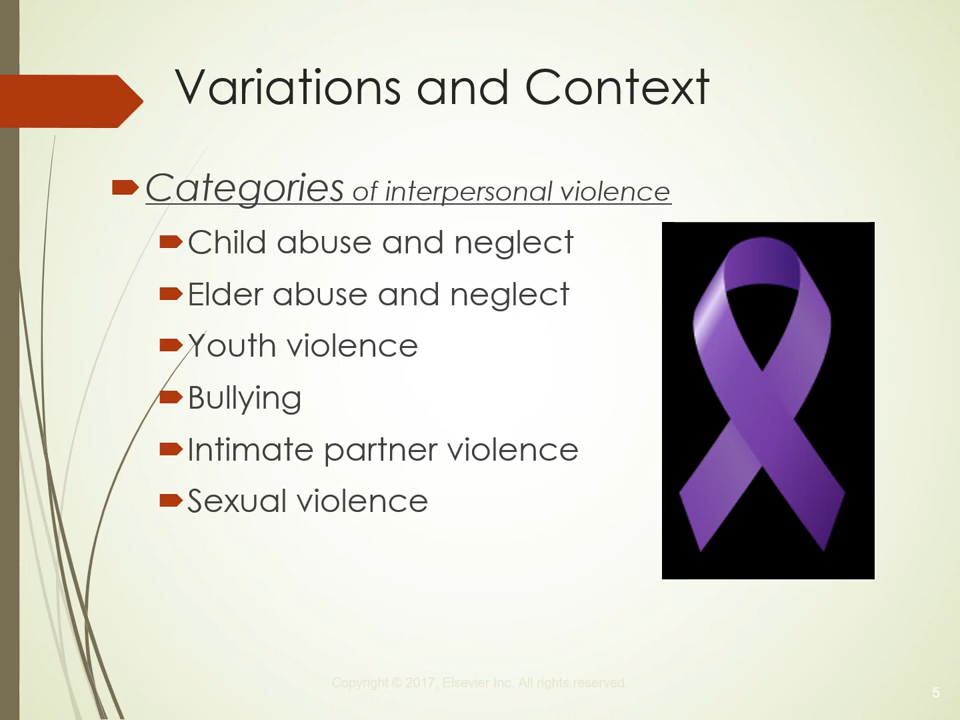 Variations and Context
Categories of interpersonal violence
Child abuse and neglect
Elder abuse and neglect
Youth violence
Bullying
Intimate partner violence
Sexual violence
Copyright © 2017, Elsevier Inc. All rights reserved.
5